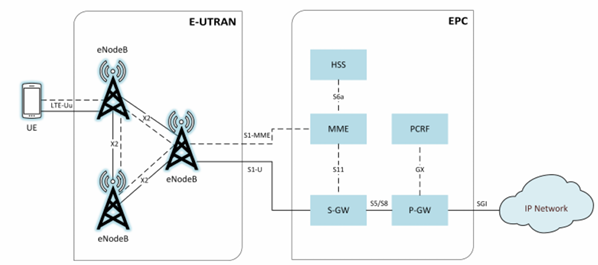 E-UTRAN
EPC
eNodeB
HSS
S6a
LTE-Uu
UE
X2
X2
X2
eNodeB
eNodeB
S1-MME
S1-U
MME
PCRF
S11
GX
S-GW
S5/S8
P-GW
SGI
IP Network